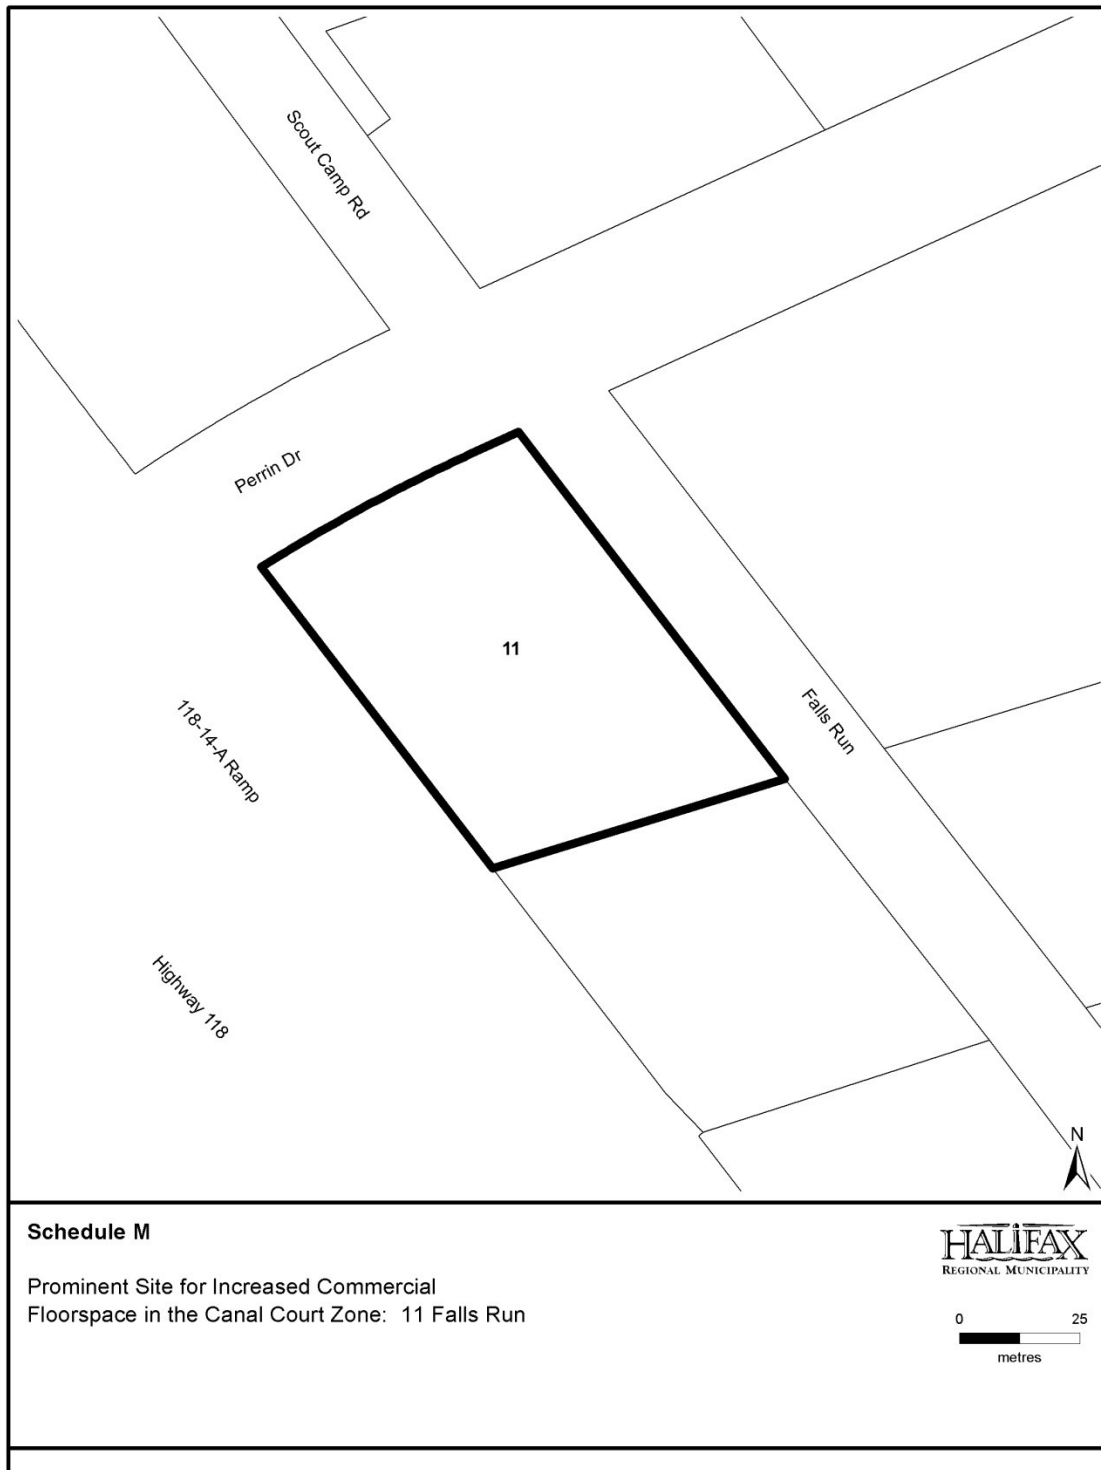 Scout Camp Rd
Perrin Dr
11
Falls Run
118-14-A Ramp
Highway 118
N
Schedule M
Prominent Site for Increased Commercial
Floorspace in the Canal Court Zone: 11 Falls Run
HALIFAX
REGIONAL MUNICIPALITY
0 25
metres